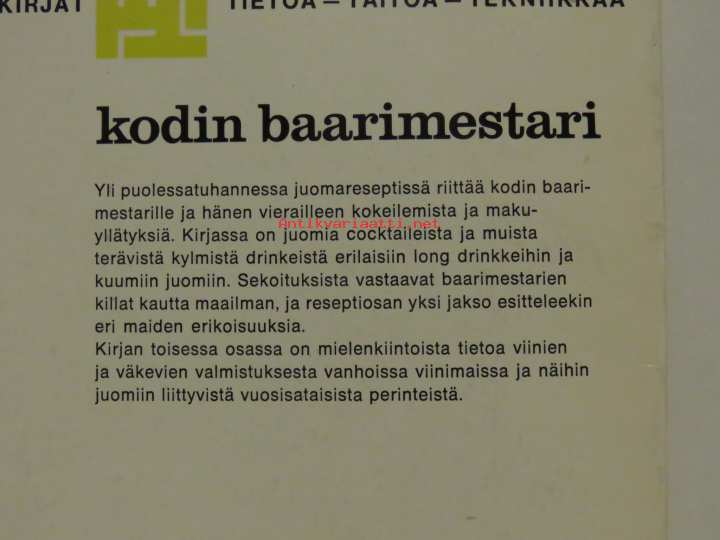 KIRJAT
TIETOA — TAITOA — TEKNIIKKAA
kodin baarimestari
Yli puolessatuhannessa juomareseptissä riittää kodin baari-
mestarille ja hänen vierailleen kokeilemista ja maku-
yllätyksiä. Kirjassa on juomia cocktaileista ja muista
terävistä kylmistä drinkeistä erilaisiin long drinkkeihin ja
kuumiin juomiin. Sekoituksista vastaavat baarimestarien
killat kautta maailman, ja reseptiosan yksi jakso esitteleekin
eri maiden erikoisuuksia.
Kirjan toisessa osassa on mielenkiintoista tietoa viinien
ja väkevien valmistuksesta vanhoissa viinimaissa ja näihin
juomiin liittyvistä vuosisataisista perinteistä.
Antikvariaatti.net